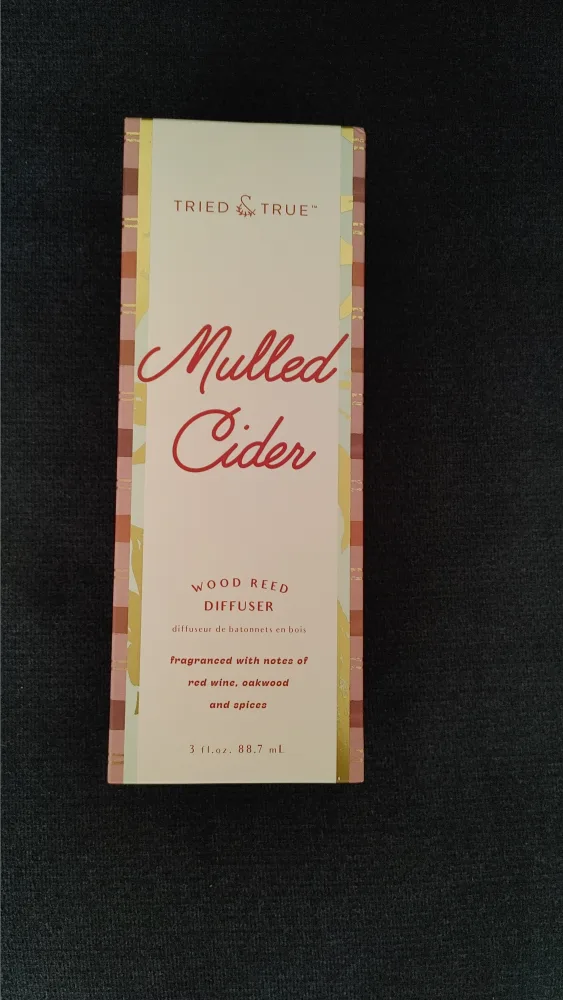 TRIED & TRUE™
Mulled
Cider
WOOD REED
DIFFUSER
diffuseur de batonnets en bois
fragranced with notes of
red wine, oakwood
and spices
3 fl.oz. 88.7 mL